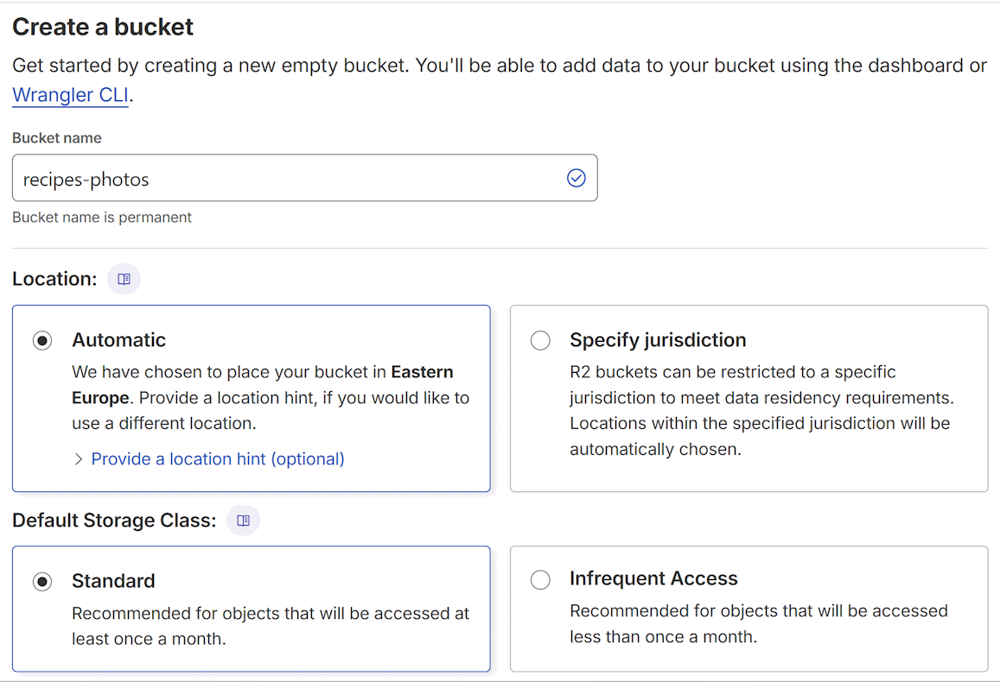 Create a bucket
Get started by creating a new empty bucket. You'll be able to add data to your bucket using the dashboard or
Wrangler CLI.
Bucket name
recipes-photos
Bucket name is permanent
Location:
Automatic
We have chosen to place your bucket in Eastern
Europe. Provide a location hint, if you would like to
use a different location.
Provide a location hint (optional)
Specify jurisdiction
R2 buckets can be restricted to a specific
jurisdiction to meet data residency requirements.
Locations within the specified jurisdiction will be
automatically chosen.
Default Storage Class:
Standard
Recommended for objects that will be accessed at
least once a month.
Infrequent Access
Recommended for objects that will be accessed
less than once a month.